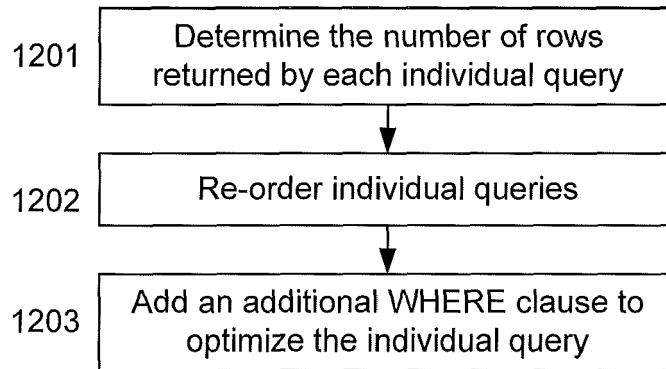 1201
Determine the number of rows
returned by each individual query
1202
Re-order individual queries
1203
Add an additional WHERE clause to
optimize the individual query